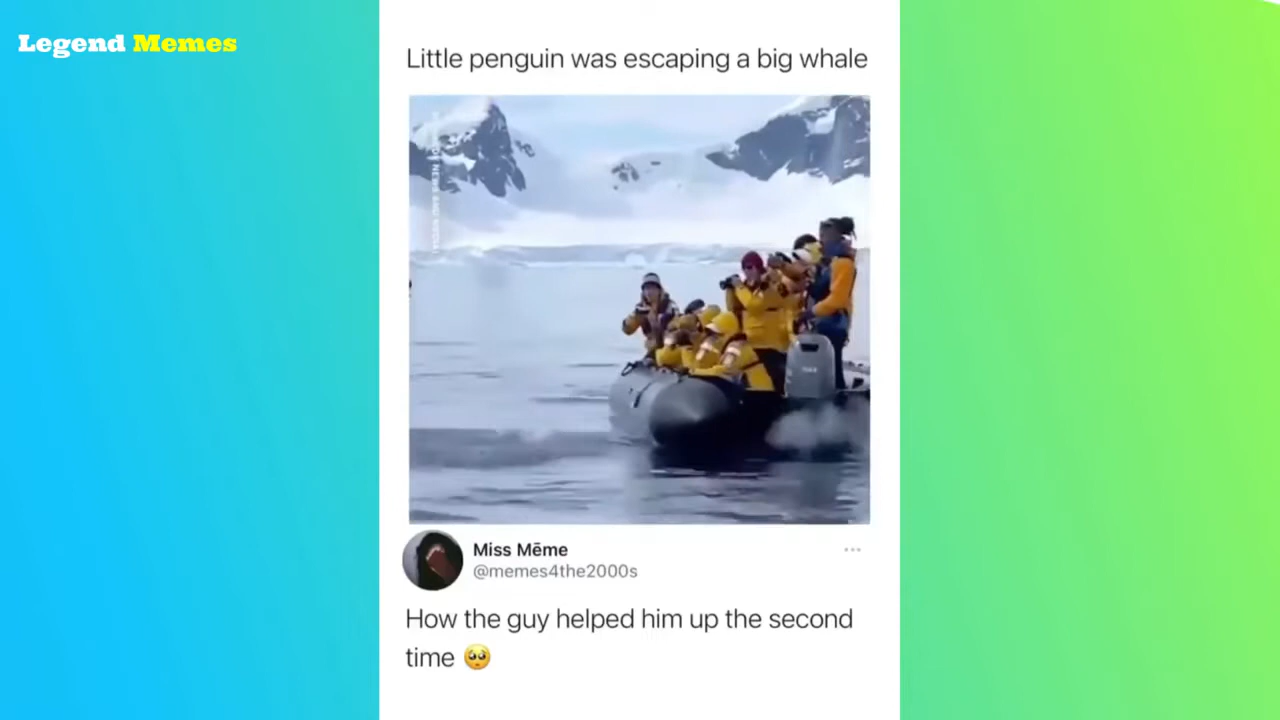 Legend Memes
Little penguin was escaping a big whale
Miss Mēme
@memes4the2000s
How the guy helped him up the second
time 🥺